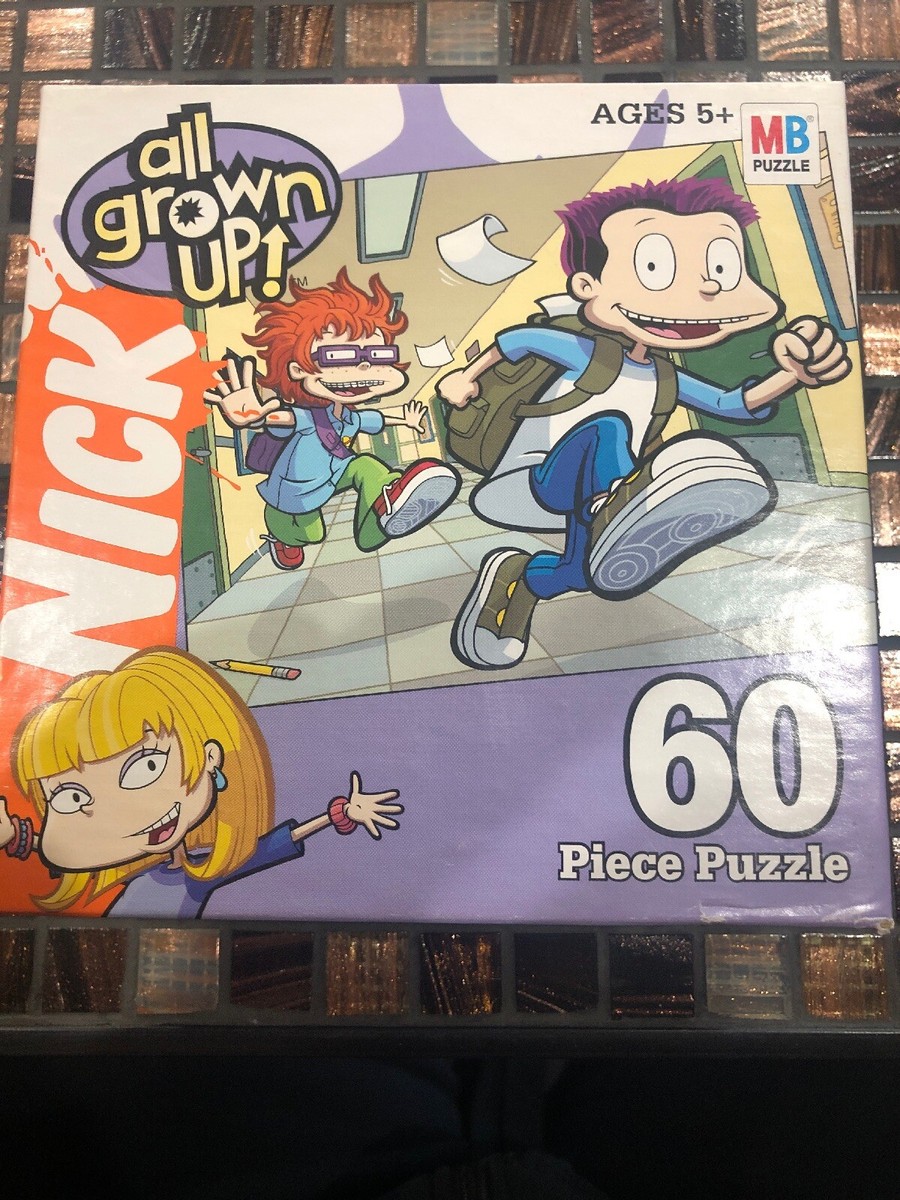 all
grown
UP!™
AGES 5+
MB®
PUZZLE
NICK
60
Piece Puzzle